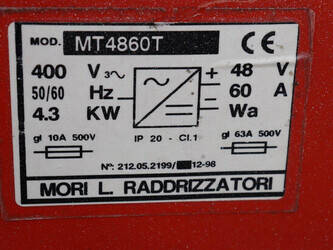 MOD. MT4860T CE
400 V 3~ + 48 V
50/60 Hz 60 A
4.3 KW - Wa
gl 10A 500V IP 20 - Cl.1 gl 63A 500V
N°: 212.05.2199/ 12-98
MORI L. RADDRIZZATORI